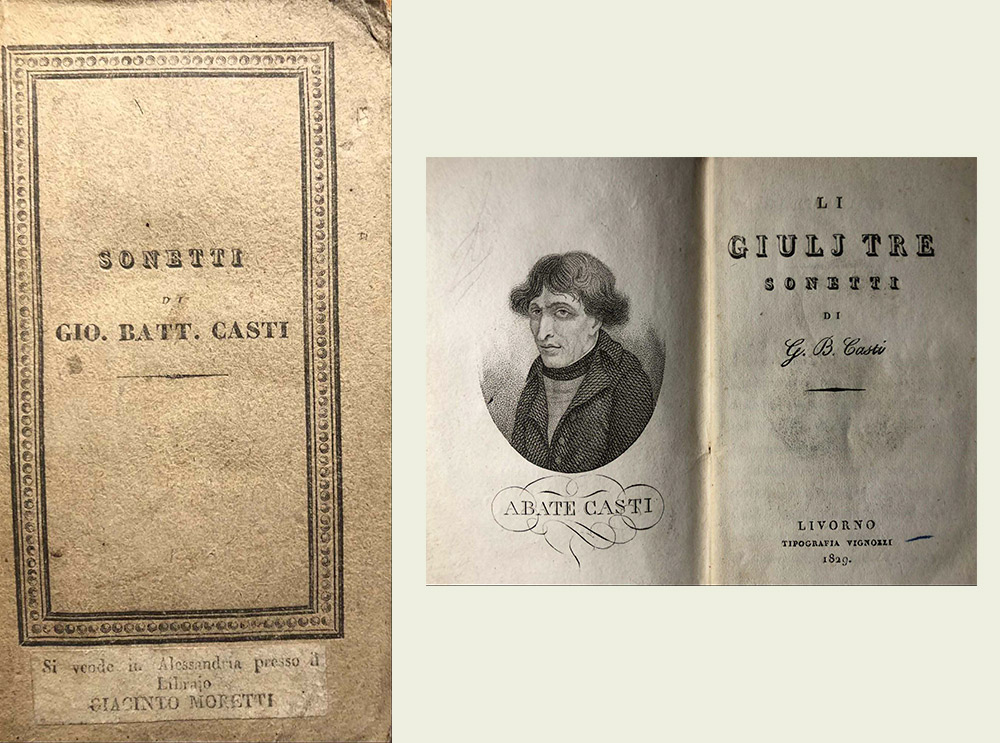 SONETTI
DI
GIO. BATT. CASTI
Si vende in Alessandria presso il
Librajo
GIACINTO MORETTI
ABATE CASTI
LI
GIULJ TRE
SONETTI
DI
G. B. Casti
LIVORNO
TIPOGRAFIA VIGNOZZI
1829.